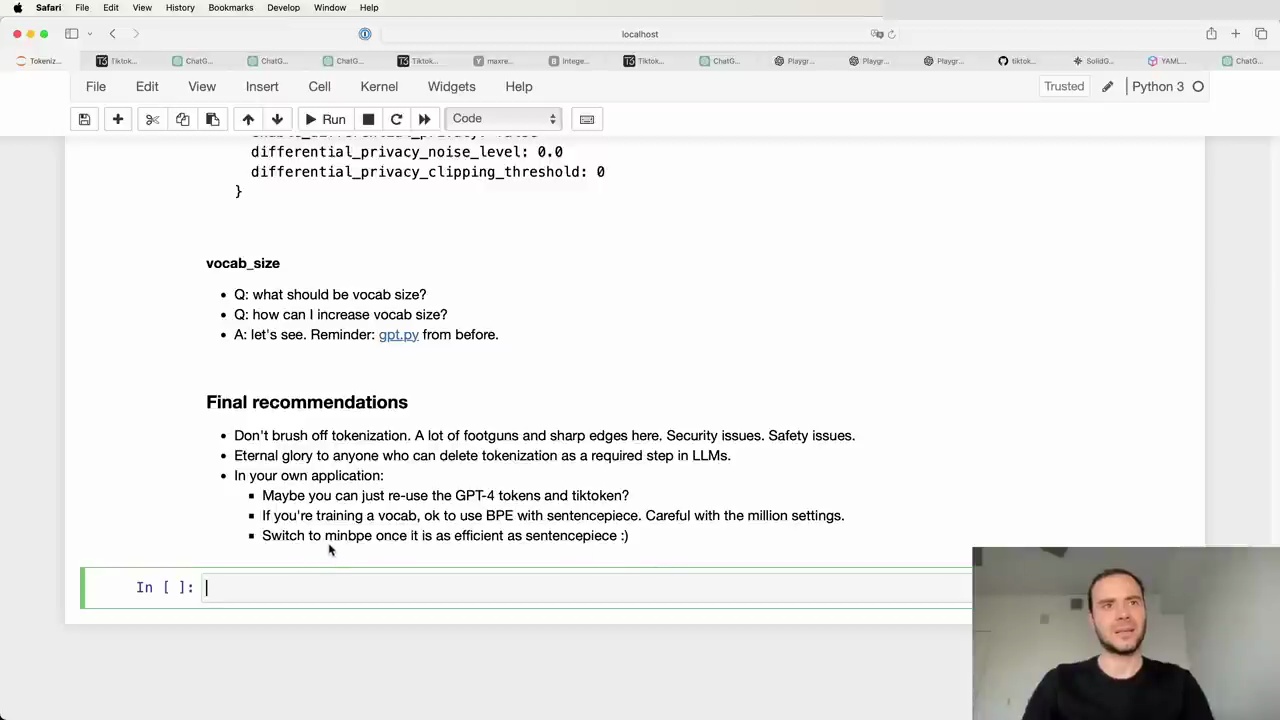 Safari File Edit View History Bookmarks Develop Window Help
localhost
Tokeniz... Tiktok... ChatG... ChatG... ChatG... Tiktok... maxre... Intege... Tiktok... ChatG... Playgr... Playgr... Playgr... tiktok... SolidG... YAML... ChatG...
File Edit View Insert Cell Kernel Widgets Help Trusted Python 3
Run Code
differential_privacy_noise_level: 0.0
differential_privacy_clipping_threshold: 0
}
vocab_size
• Q: what should be vocab size?
• Q: how can I increase vocab size?
• A: let's see. Reminder: gpt.py from before.
Final recommendations
• Don't brush off tokenization. A lot of footguns and sharp edges here. Security issues. Safety issues.
• Eternal glory to anyone who can delete tokenization as a required step in LLMs.
• In your own application:
▪ Maybe you can just re-use the GPT-4 tokens and tiktoken?
▪ If you're training a vocab, ok to use BPE with sentencepiece. Careful with the million settings.
▪ Switch to minbpe once it is as efficient as sentencepiece :)
In [ ]: